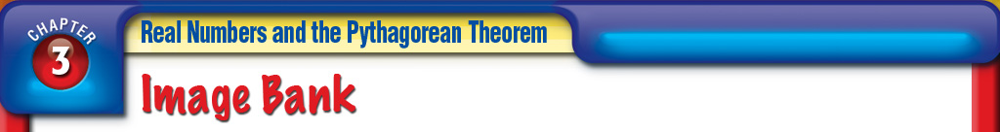 CHAPTER
3
Real Numbers and the Pythagorean Theorem
Image Bank